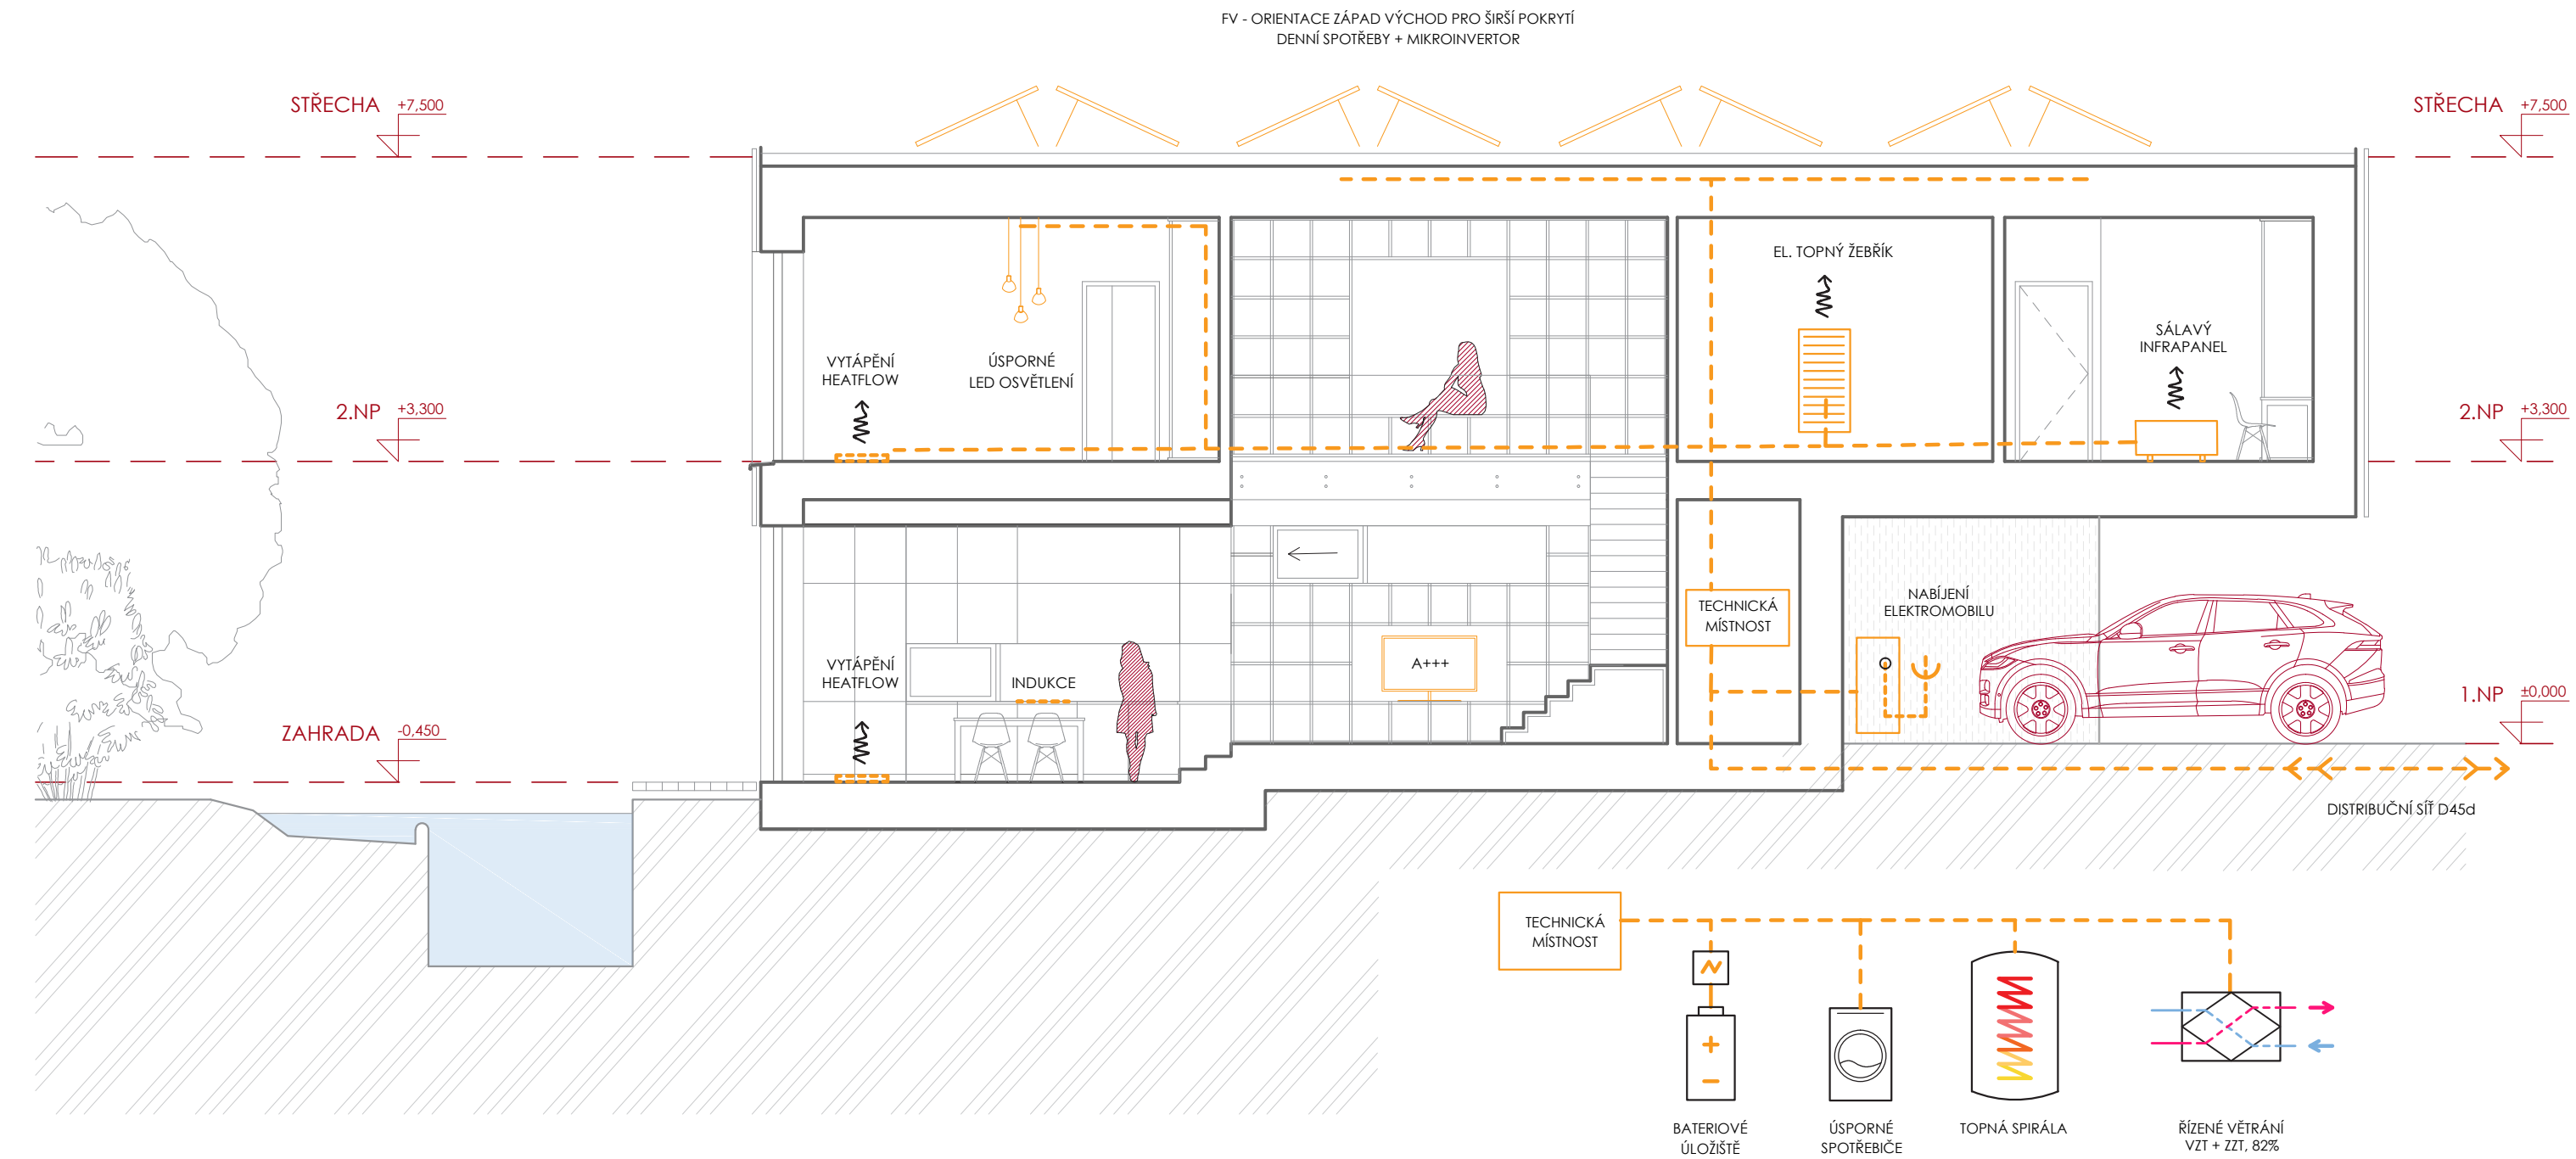 FV - ORIENTACE ZÁPAD VÝCHOD PRO ŠIRŠÍ POKRYTÍ
DENNÍ SPOTŘEBY + MIKROINVERTOR
STŘECHA +7,500
STŘECHA +7,500
EL. TOPNÝ ŽEBŘÍK
SÁLAVÝ
INFRAPANEL
VYTÁPĚNÍ
HEATFLOW
ÚSPORNÉ
LED OSVĚTLENÍ
2.NP +3,300
2.NP +3,300
NABÍJENÍ
ELEKTROMOBILU
TECHNICKÁ
MÍSTNOST
VYTÁPĚNÍ
HEATFLOW
INDUKCE
A+++
1.NP ±0,000
ZAHRADA -0,450
DISTRIBUČNÍ SÍŤ D45d
TECHNICKÁ
MÍSTNOST
BATERIOVÉ
ÚLOŽIŠTĚ
ÚSPORNÉ
SPOTŘEBIČE
TOPNÁ SPIRÁLA
ŘÍZENÉ VĚTRÁNÍ
VZT + ZZT, 82%